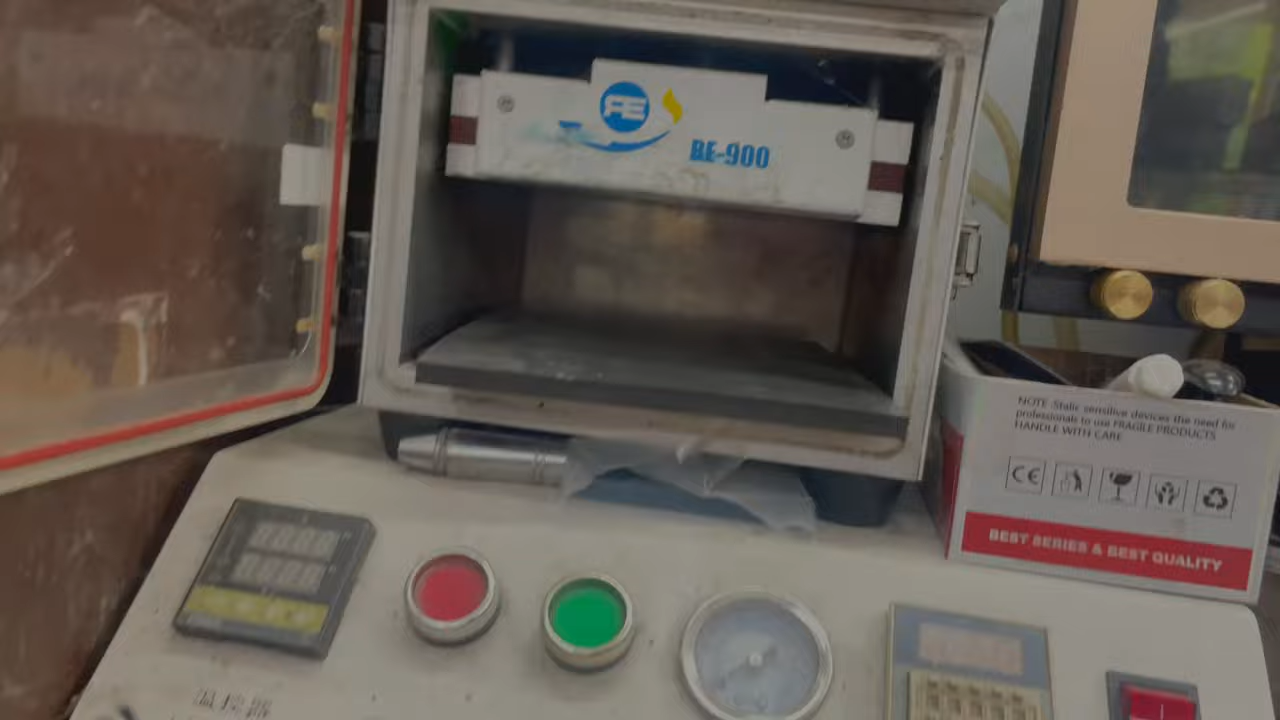 BE-900
NOTE :Static sensitive devices the need for
professionals to use FRAGILE PRODUCTS
HANDLE WITH CARE
CE
BEST SERIES & BEST QUALITY